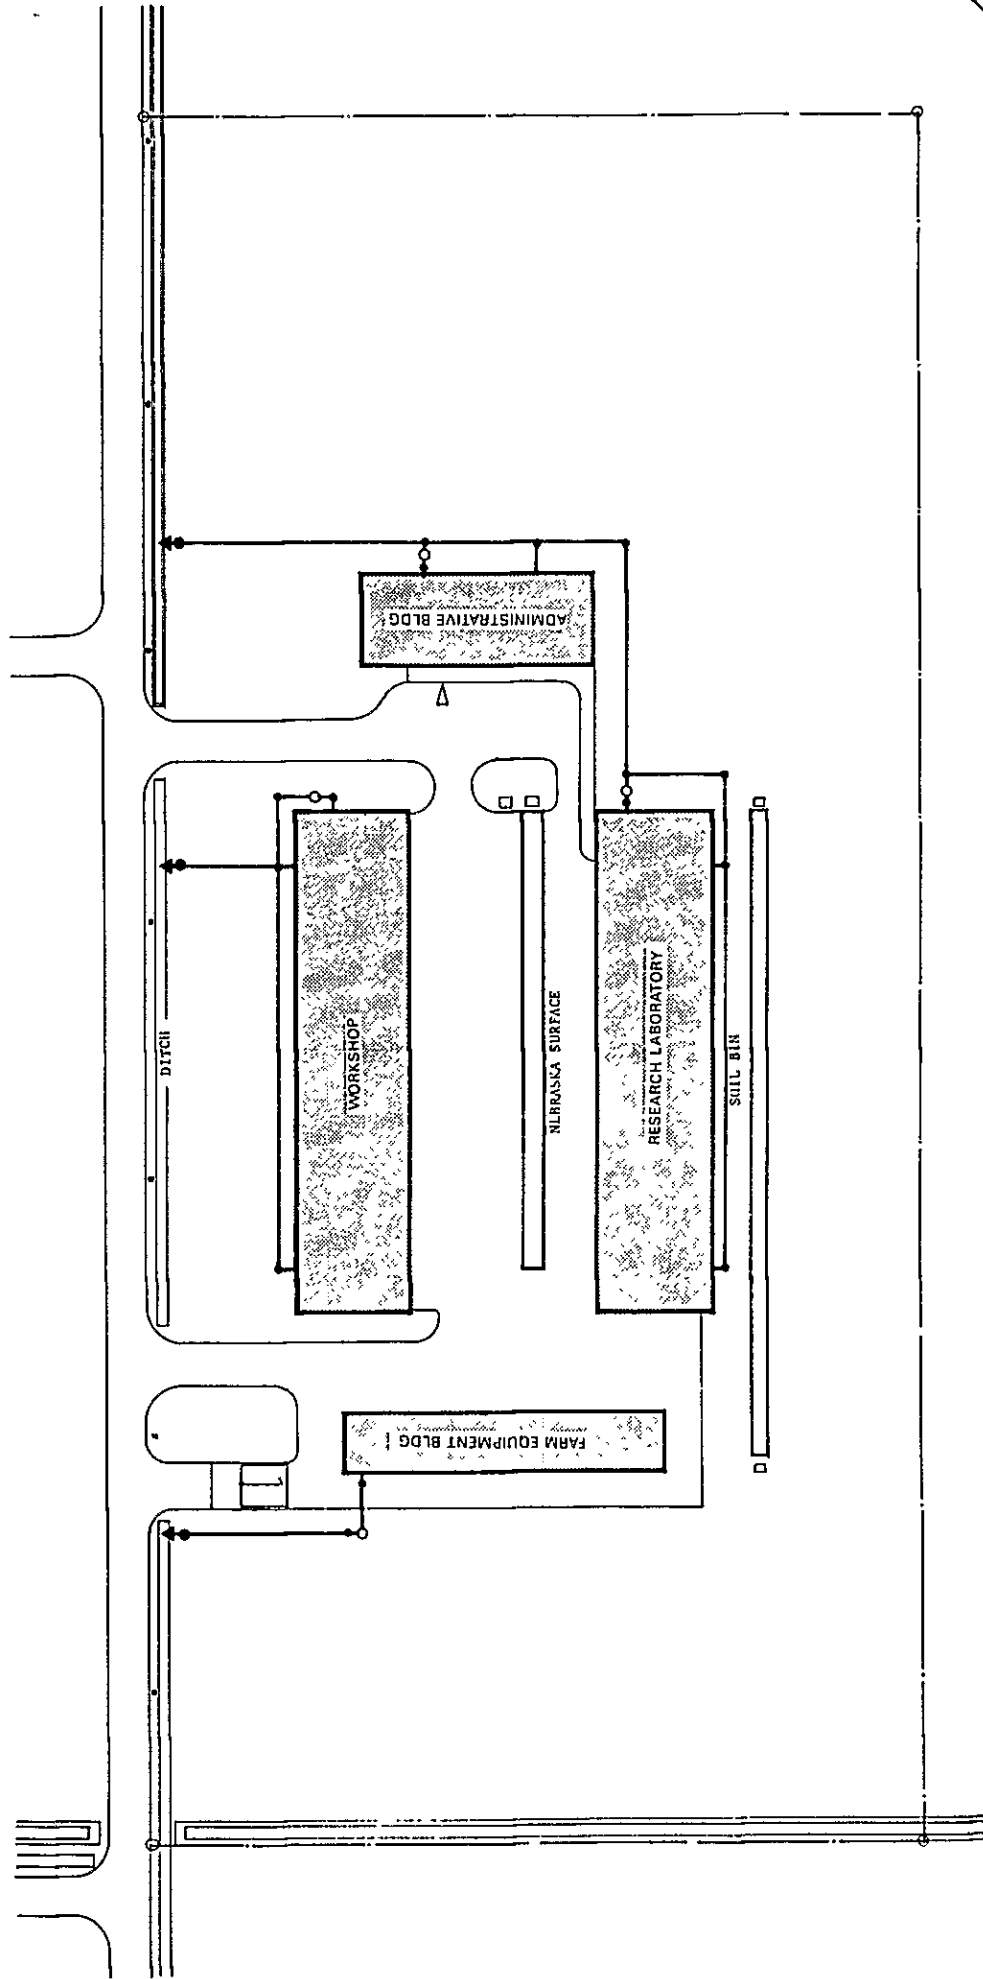 ADMINISTRATIVE BLDG
DITCH
WORKSHOP
NEBRASKA SURFACE
RESEARCH LABORATORY
SOIL BIN
FARM EQUIPMENT BLDG